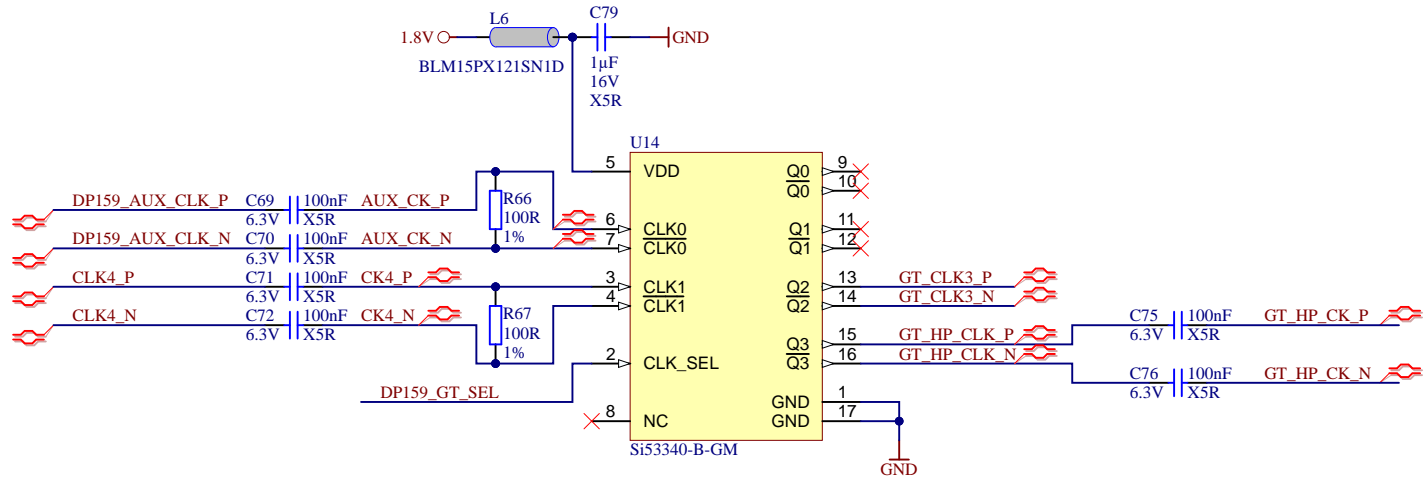 L6
C79
1.8V
GND
BLM15PX121SN1D
1µF
16V
X5R
U14
5 VDD
Q0 9
Q0 10
DP159_AUX_CLK_P C69 100nF AUX_CK_P
6.3V X5R
R66
100R
1%
6 CLK0
7 CLK0
Q1 11
Q1 12
DP159_AUX_CLK_N C70 100nF AUX_CK_N
6.3V X5R
CLK4_P C71 100nF CK4_P
6.3V X5R
3 CLK1
4 CLK1
Q2 13 GT_CLK3_P
Q2 14 GT_CLK3_N
R67
100R
1%
CLK4_N C72 100nF CK4_N
6.3V X5R
Q3 15 GT_HP_CLK_P
Q3 16 GT_HP_CLK_N
C75 100nF GT_HP_CK_P
6.3V X5R
2 CLK_SEL
C76 100nF GT_HP_CK_N
6.3V X5R
DP159_GT_SEL
GND 1
8 NC
GND 17
Si53340-B-GM
GND